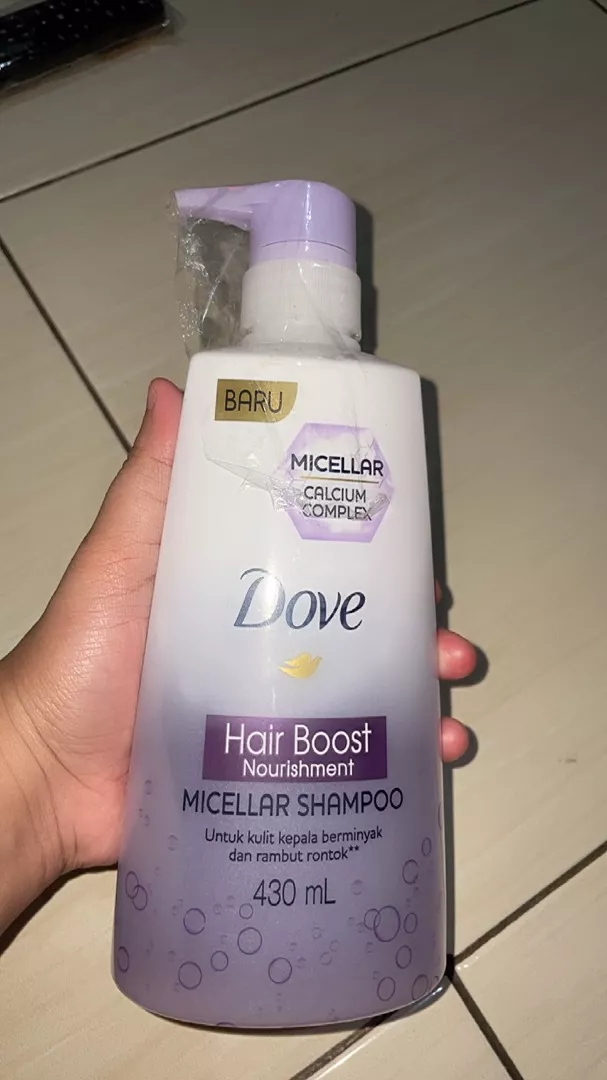 BARU
MICELLAR
CALCIUM
COMPLEX
Dove
Hair Boost
Nourishment
MICELLAR SHAMPOO
Untuk kulit kepala berminyak
dan rambut rontok**
430 mL